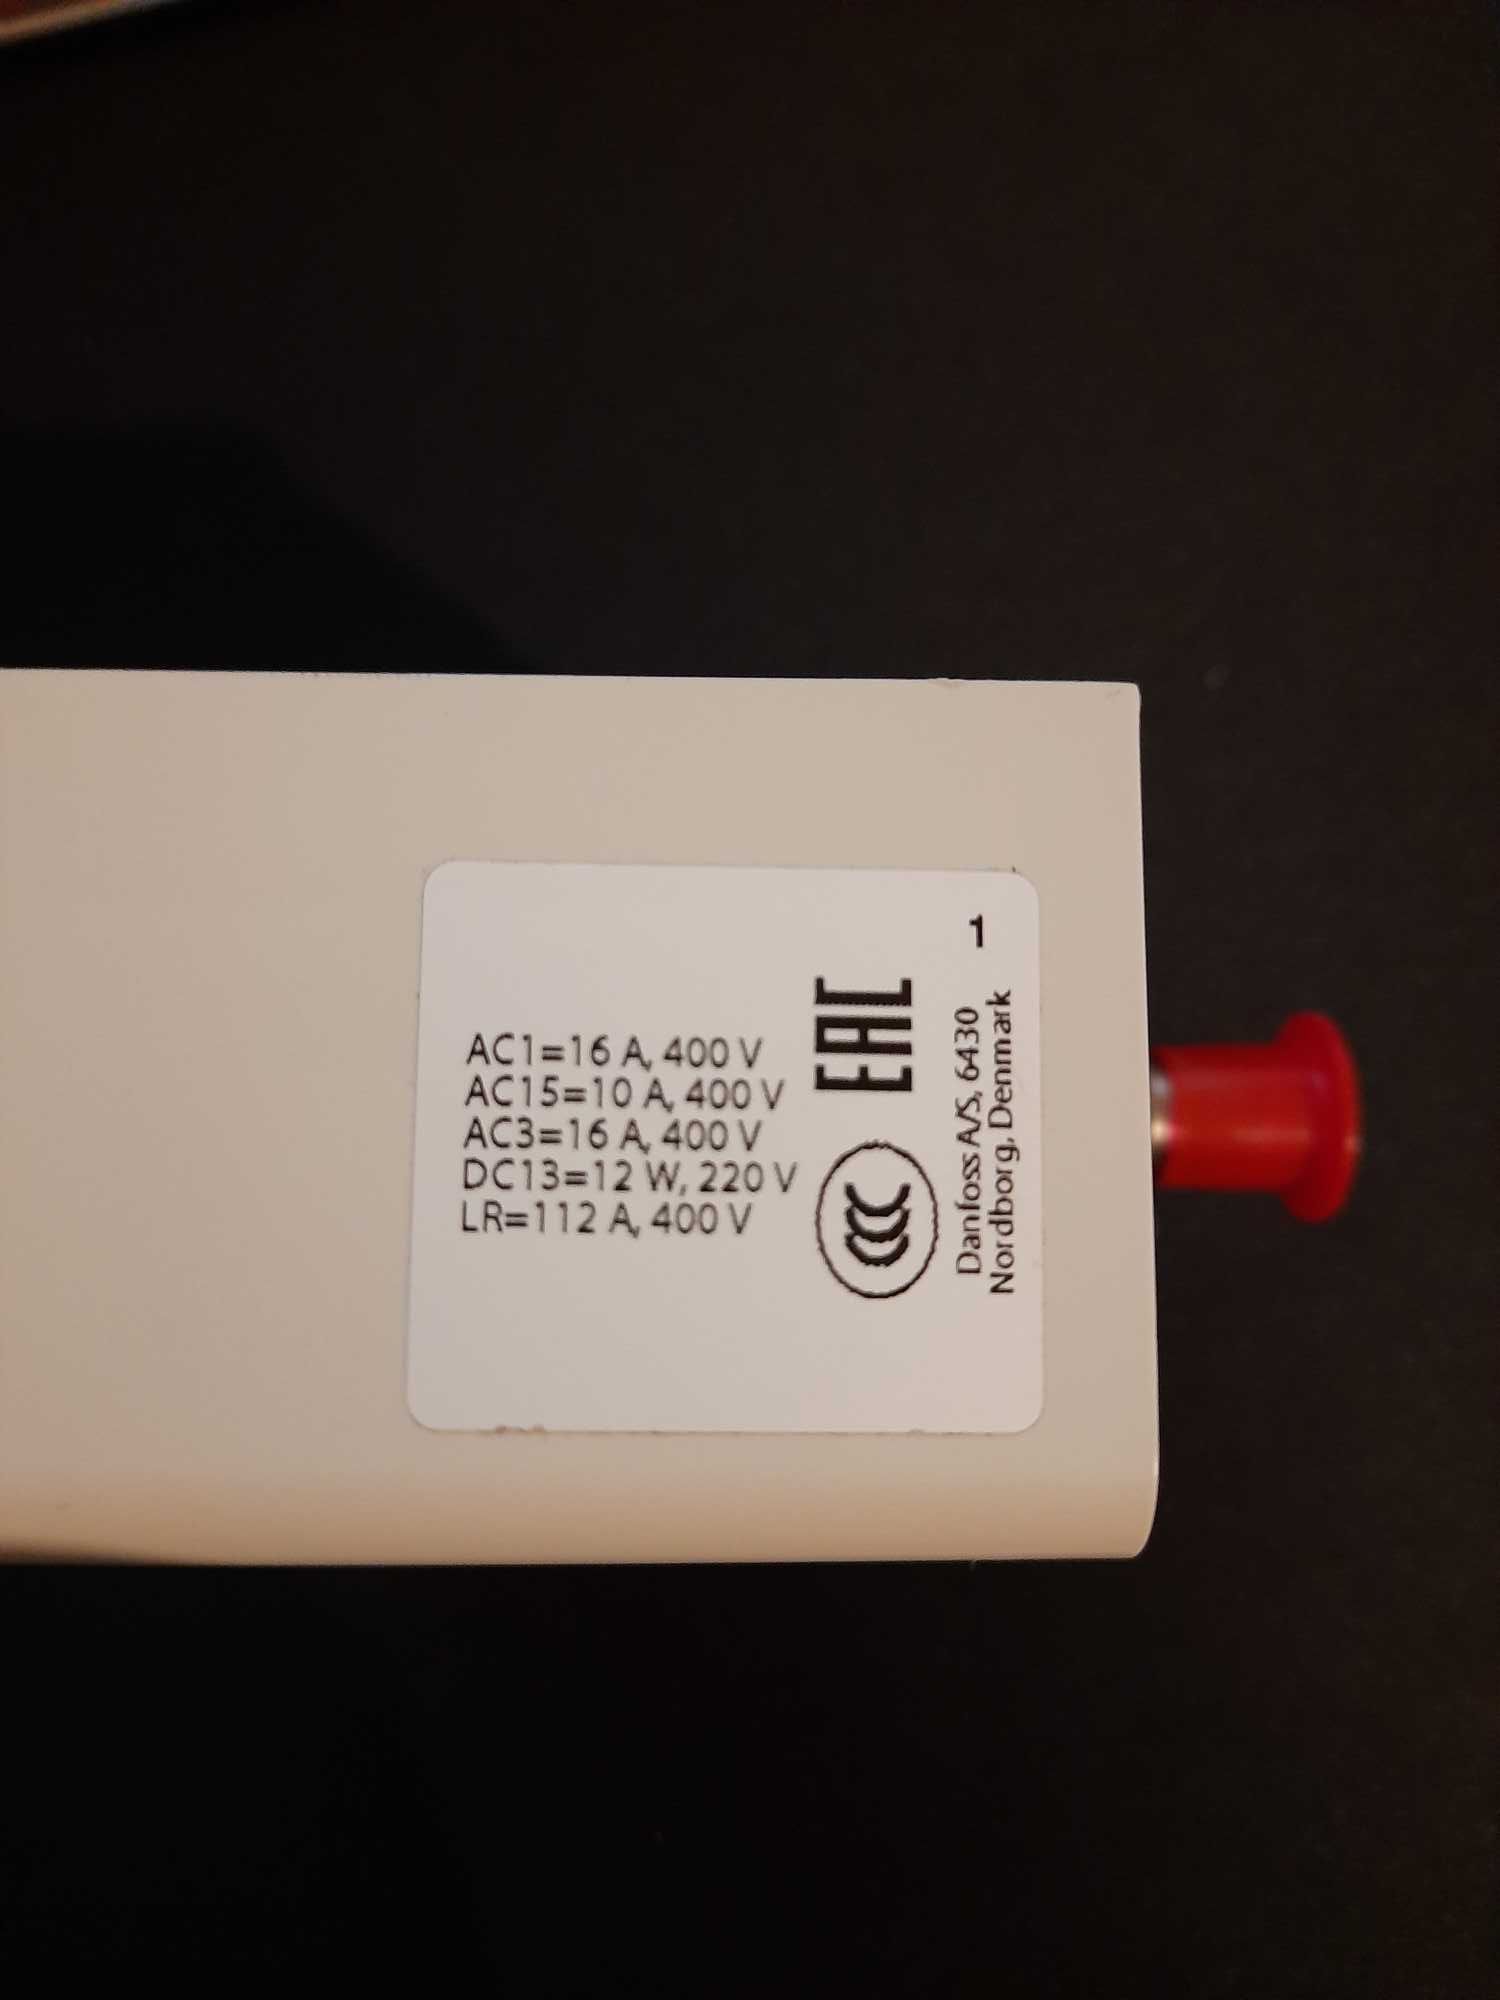 AC1=16 A, 400 V
AC15=10 A, 400 V
AC3=16 A, 400 V
DC13=12 W, 220 V
LR=112 A, 400 V
EAC
CCC
Danfoss A/S, 6430
Nordborg, Denmark
1